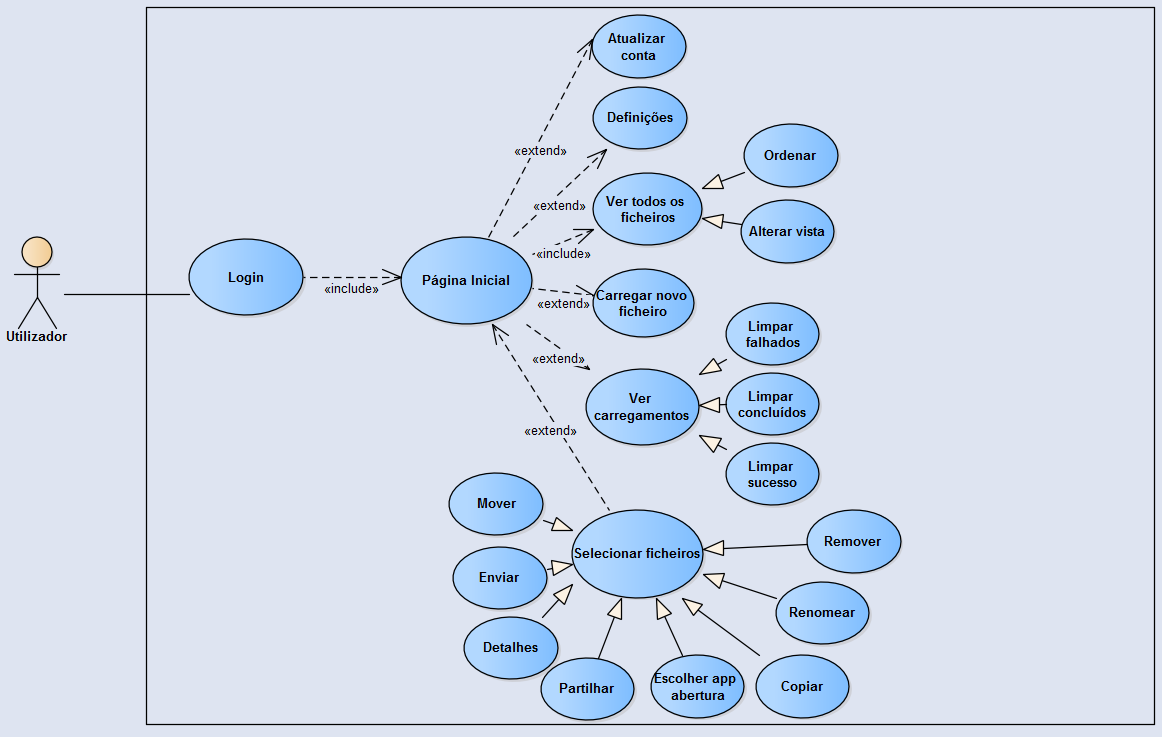 Atualizar
conta
Definições
«extend»
Ordenar
«extend»
Ver todos os
ficheiros
Alterar vista
«include»
Login
«include»
Página Inicial
«extend»
Carregar novo
ficheiro
Utilizador
Limpar
falhados
«extend»
Ver
carregamentos
Limpar
concluídos
«extend»
Limpar
sucesso
Mover
Selecionar ficheiros
Remover
Enviar
Renomear
Detalhes
Partilhar
Escolher app
abertura
Copiar